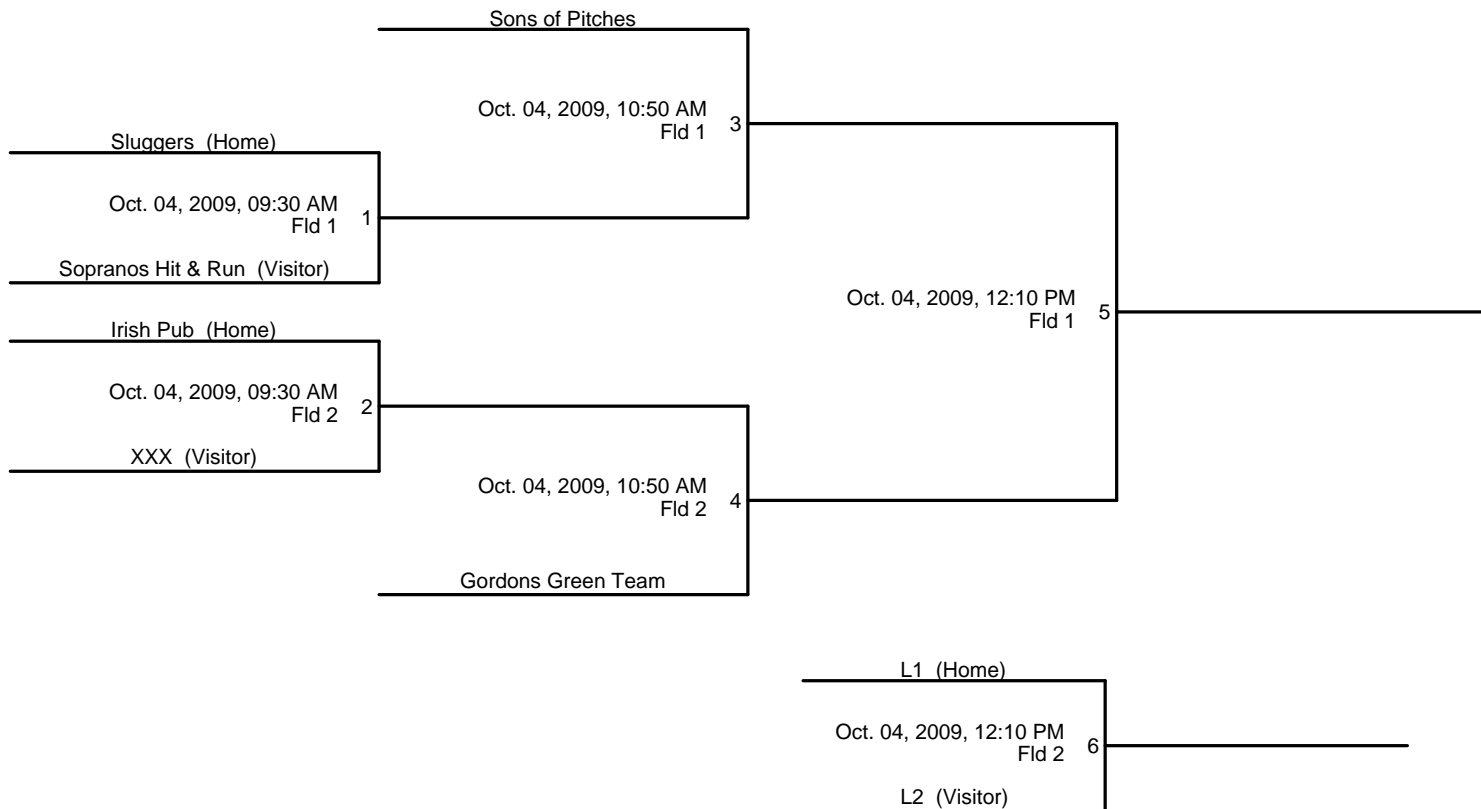 Sons of Pitches
Oct. 04, 2009, 10:50 AM
Fld 1
3
Sluggers (Home)
Oct. 04, 2009, 09:30 AM
Fld 1
1
Sopranos Hit & Run (Visitor)
Oct. 04, 2009, 12:10 PM
Fld 1
5
Irish Pub (Home)
Oct. 04, 2009, 09:30 AM
Fld 2
2
XXX (Visitor)
Oct. 04, 2009, 10:50 AM
Fld 2
4
Gordons Green Team
L1 (Home)
Oct. 04, 2009, 12:10 PM
Fld 2
6
L2 (Visitor)